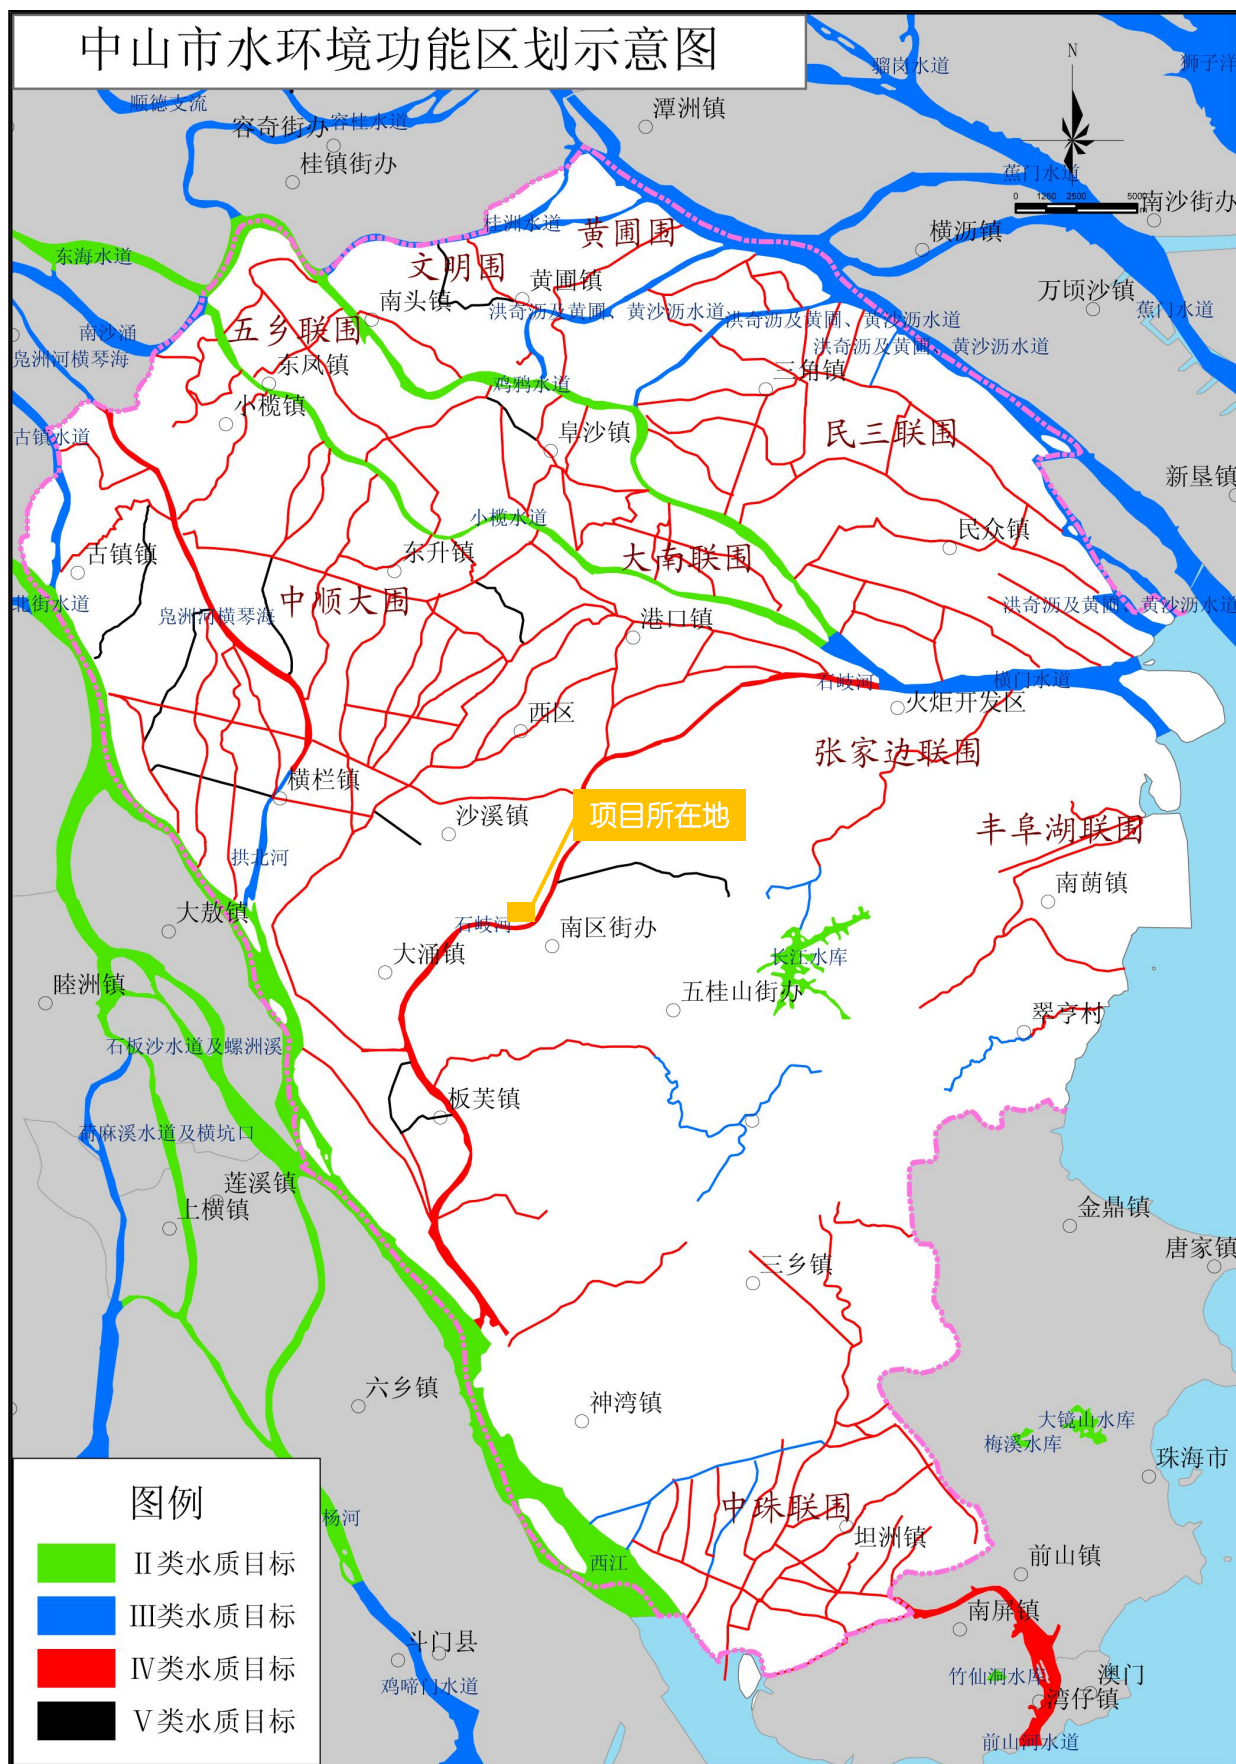 中山市水环境功能区划示意图
N
狮子洋
骝岗水道
潭洲镇
顺德支流
容奇街办
容桂水道
桂镇街办
蕉门水道
0 1250 2500 5000
南沙街办
桂洲水道
黄圃围
横沥镇
东海水道
文明围
黄圃镇
万顷沙镇
南头镇
洪奇沥及黄圃、黄沙沥水道
洪奇沥及黄圃、黄沙沥水道
蕉门水道
南沙涌
五乡联围
洪奇沥及黄圃、黄沙沥水道
凫洲河横琴海
东凤镇
三角镇
鸡鸦水道
小榄镇
古镇水道
阜沙镇
民三联围
新垦镇
小榄水道
民众镇
古镇镇
东升镇
大南联围
北街水道
中顺大围
凫洲河横琴海
洪奇沥及黄圃、黄沙沥水道
港口镇
石岐河
横门水道
火炬开发区
西区
张家边联围
横栏镇
沙溪镇
项目所在地
丰阜湖联围
拱北河
南蓢镇
大敖镇
石岐河
南区街办
大涌镇
长江水库
睦洲镇
五桂山街办
翠亨村
石板沙水道及螺洲溪
板芙镇
荷麻溪水道及横坑口
莲溪镇
上横镇
金鼎镇
唐家镇
三乡镇
六乡镇
神湾镇
大镜山水库
梅溪水库
珠海市
图例
中珠联围
杨河
坦洲镇
Ⅱ类水质目标
西江
前山镇
Ⅲ类水质目标
南屏镇
斗门县
Ⅳ类水质目标
竹仙洞水库
澳门
鸡啼门水道
湾仔镇
Ⅴ类水质目标
前山河水道